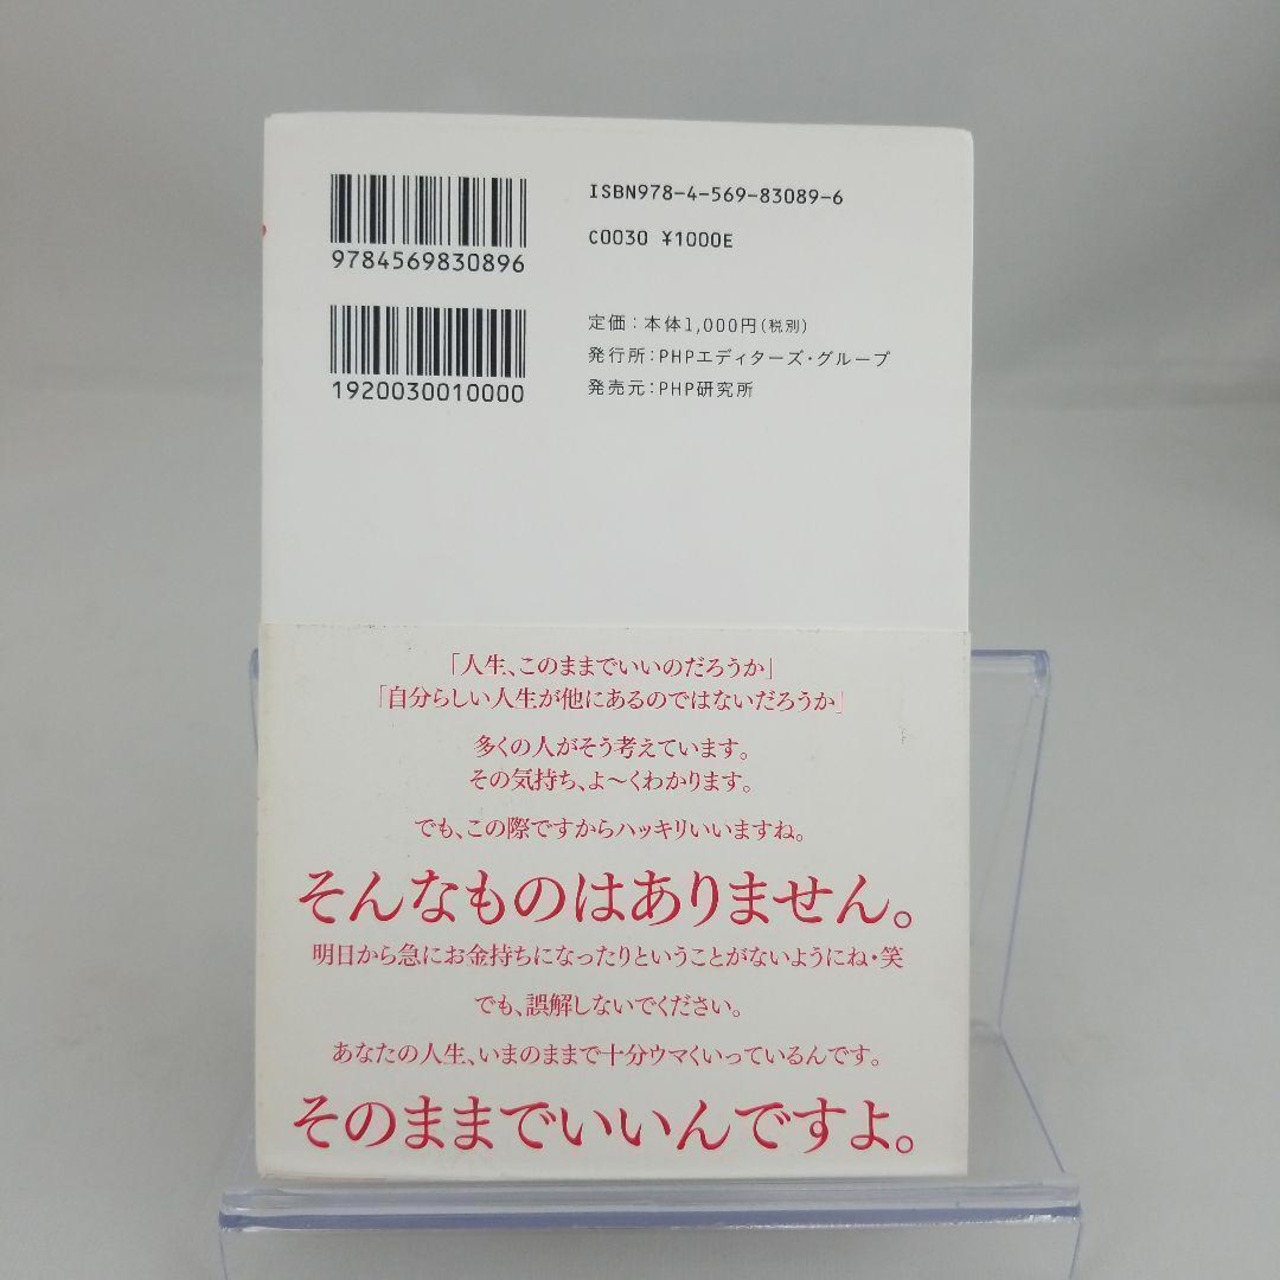 ISBN978-4-569-83089-6
9784569830896
C0030 ¥1000E
1920030010000
定価：本体1,000円（税別）
発行所：PHPエディターズ・グループ
発売元：PHP研究所
「人生、このままでいいのだろうか」
「自分らしい人生が他にあるのではないだろうか」
多くの人がそう考えています。
その気持ち、よ～くわかります。
でも、この際ですからハッキリいいますね。
そんなものはありません。
明日から急にお金持ちになったりということがないようにね・笑
でも、誤解しないでください。
あなたの人生、いまのままで十分ウマくいっているんです。
そのままでいいんですよ。